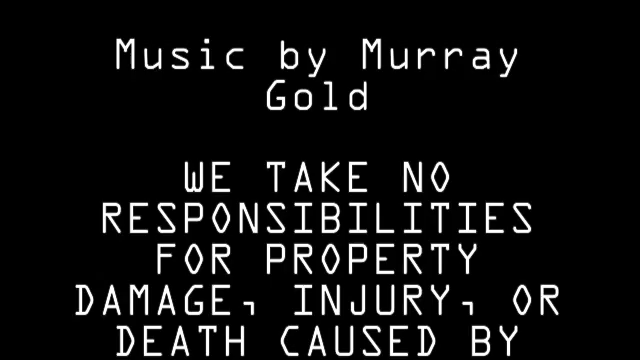 Music by Murray
Gold
WE TAKE NO
RESPONSIBILITIES
FOR PROPERTY
DAMAGE, INJURY, OR
DEATH CAUSED BY